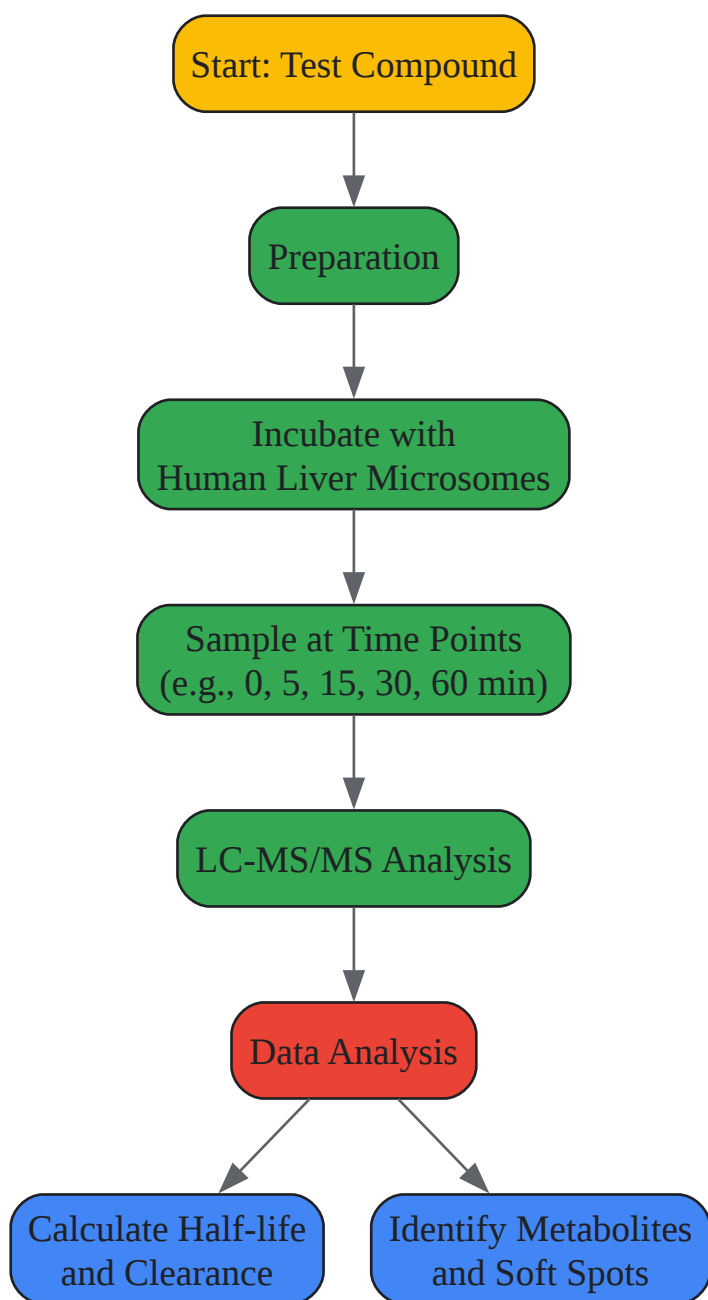 Start: Test Compound
Preparation
Incubate with
Human Liver Microsomes
Sample at Time Points
(e.g., 0, 5, 15, 30, 60 min)
LC-MS/MS Analysis
Data Analysis
Calculate Half-life
and Clearance
Identify Metabolites
and Soft Spots